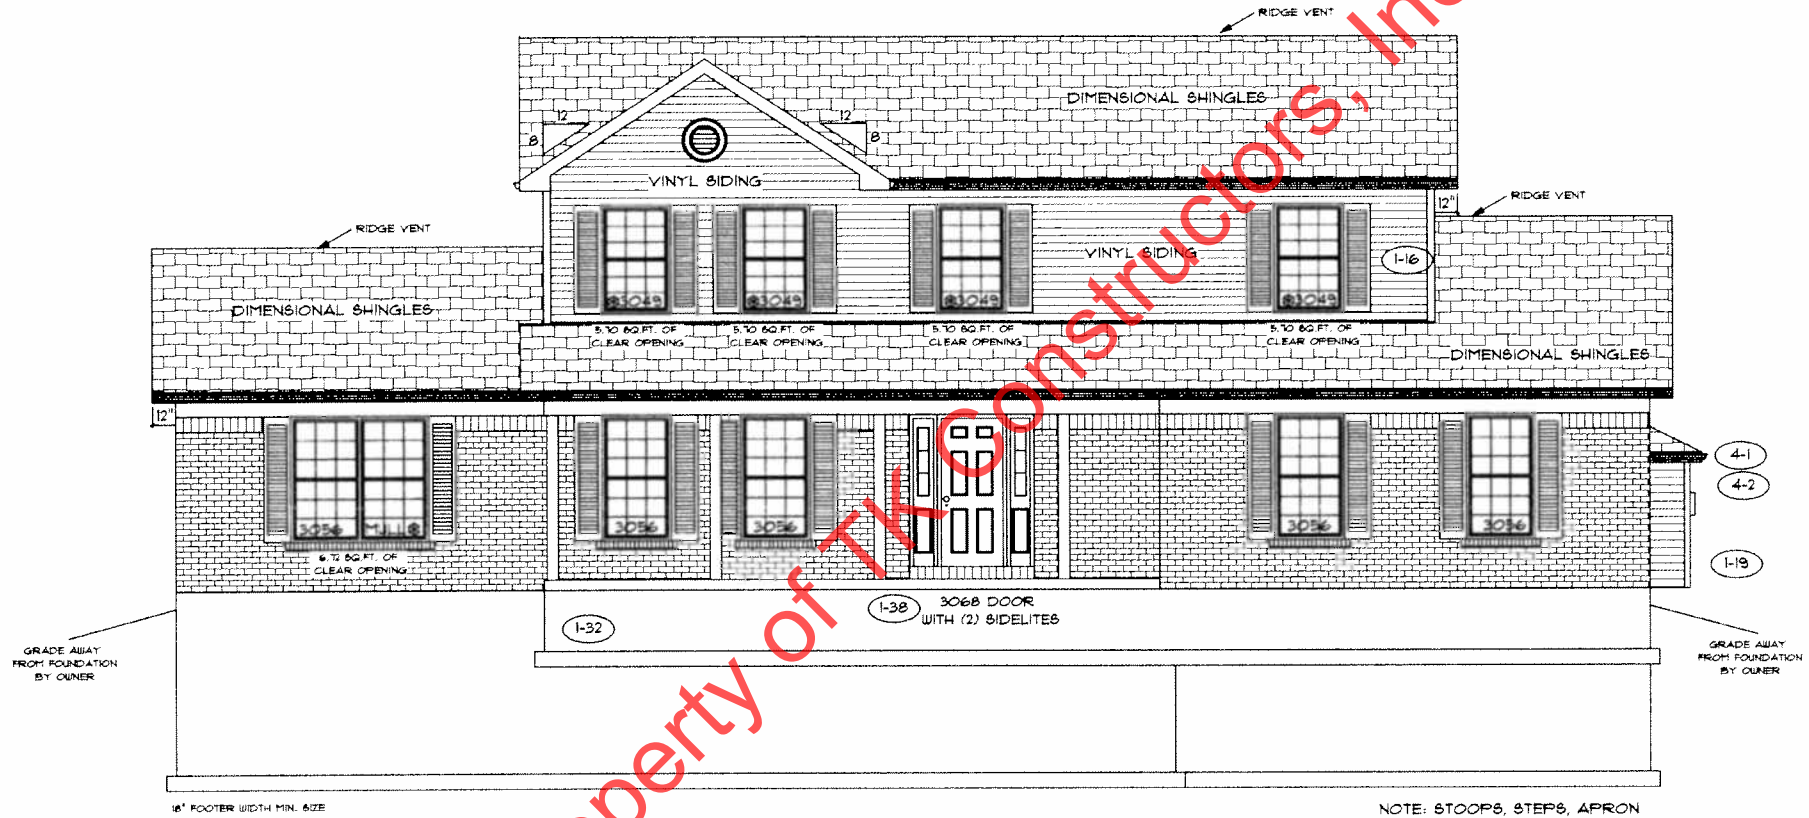 RIDGE VENT
DIMENSIONAL SHINGLES
12
8
12
8
VINYL SIDING
RIDGE VENT
12"
RIDGE VENT
VINYL SIDING
1-16
3049
3049
3049
3049
DIMENSIONAL SHINGLES
5.70 SQ.FT. OF
CLEAR OPENING
5.70 SQ.FT. OF
CLEAR OPENING
5.70 SQ.FT. OF
CLEAR OPENING
5.70 SQ.FT. OF
CLEAR OPENING
DIMENSIONAL SHINGLES
12"
4-1
4-2
3056 MULL
3056
3056
3056
3056
6.72 SQ.FT. OF
CLEAR OPENING
1-19
1-38
3068 DOOR
WITH (2) SIDELITES
1-32
GRADE AWAY
FROM FOUNDATION
BY OWNER
GRADE AWAY
FROM FOUNDATION
BY OWNER
18" FOOTER WIDTH MIN. SIZE
NOTE: STOOPS, STEPS, APRON
perty of TK Constructors, Inc